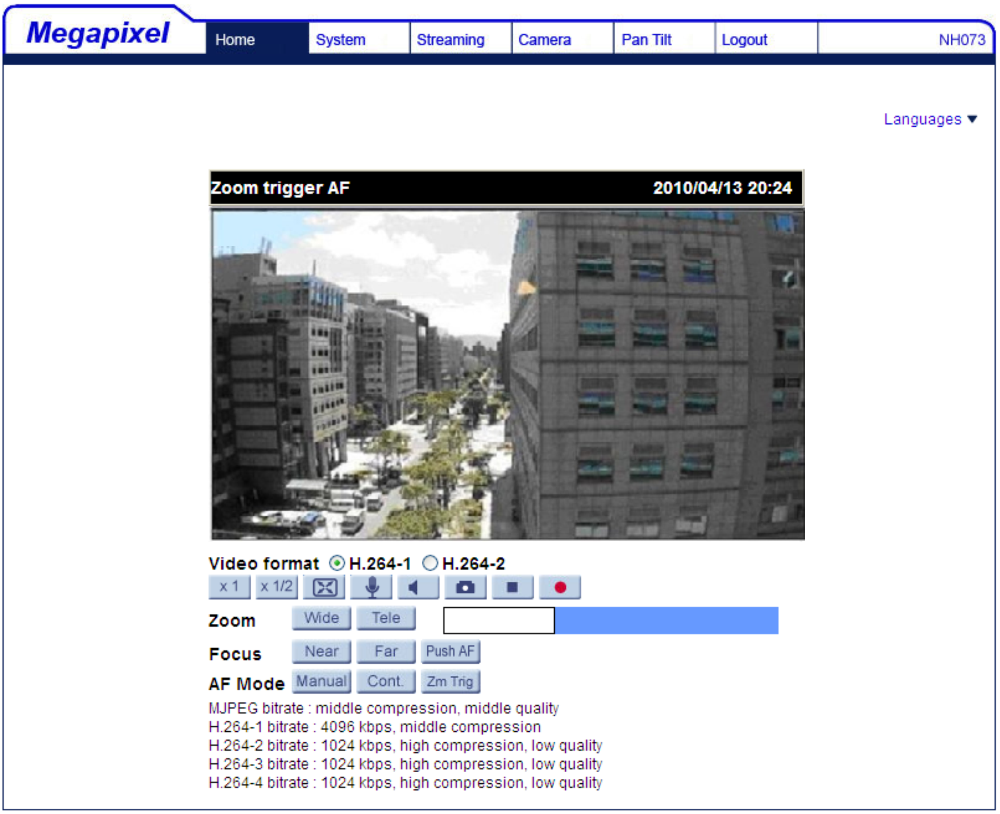 Megapixel Home System Streaming Camera Pan Tilt Logout NH073
Languages ▼
Zoom trigger AF 2010/04/13 20:24
Video format H.264-1 H.264-2
x 1 x 1/2
Zoom Wide Tele
Focus Near Far Push AF
AF Mode Manual Cont. Zm Trig
MJPEG bitrate : middle compression, middle quality
H.264-1 bitrate : 4096 kbps, middle compression
H.264-2 bitrate : 1024 kbps, high compression, low quality
H.264-3 bitrate : 1024 kbps, high compression, low quality
H.264-4 bitrate : 1024 kbps, high compression, low quality